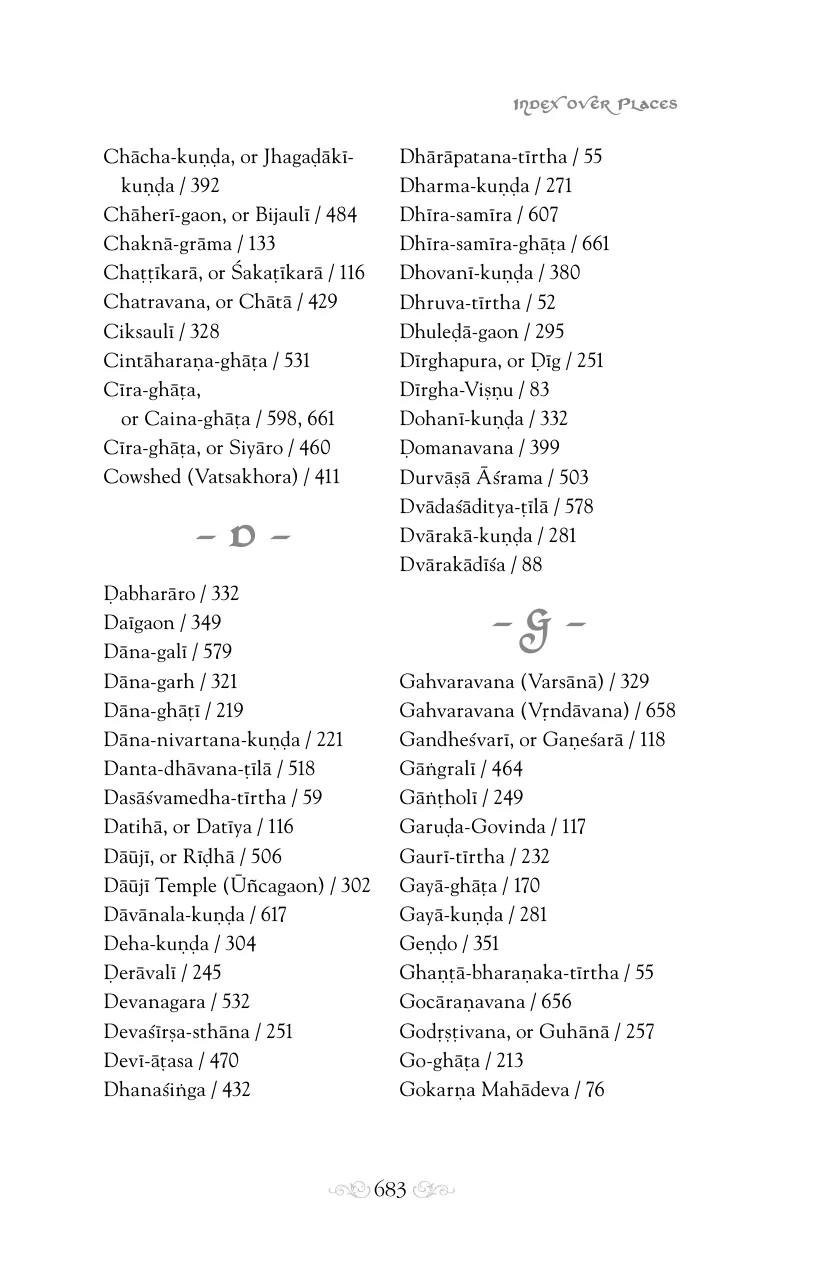 Index over Places
Chācha-kuṇḍa, or Jhagaḍākī-
kuṇḍa / 392
Chāherī-gaon, or Bijaulī / 484
Chaknā-grāma / 133
Chaṭṭīkarā, or Śakaṭīkarā / 116
Chatravana, or Chātā / 429
Ciksaulī / 328
Cintāharaṇa-ghāṭa / 531
Cīra-ghāṭa,
or Caina-ghāṭa / 598, 661
Cīra-ghāṭa, or Siyāro / 460
Cowshed (Vatsakhora) / 411
– D –
Ḍabharāro / 332
Daīgaon / 349
Dāna-galī / 579
Dāna-garh / 321
Dāna-ghāṭī / 219
Dāna-nivartana-kuṇḍa / 221
Danta-dhāvana-ṭīlā / 518
Dasāśvamedha-tīrtha / 59
Datihā, or Datīya / 116
Dāūjī, or Rīḍhā / 506
Dāūjī Temple (Ūñcagaon) / 302
Dāvānala-kuṇḍa / 617
Deha-kuṇḍa / 304
Ḍerāvalī / 245
Devanagara / 532
Devaśīrṣa-sthāna / 251
Devī-āṭasa / 470
Dhanaśiṅga / 432
Dhārāpatana-tīrtha / 55
Dharma-kuṇḍa / 271
Dhīra-samīra / 607
Dhīra-samīra-ghāṭa / 661
Dhovanī-kuṇḍa / 380
Dhruva-tīrtha / 52
Dhuleḍā-gaon / 295
Dīrghapura, or Ḍīg / 251
Dīrgha-Viṣṇu / 83
Dohanī-kuṇḍa / 332
Ḍomanavana / 399
Durvāṣā Āśrama / 503
Dvādaśāditya-ṭīlā / 578
Dvārakā-kuṇḍa / 281
Dvārakādīśa / 88
– G –
Gahvaravana (Varsānā) / 329
Gahvaravana (Vṛndāvana) / 658
Gandheśvarī, or Gaṇeśarā / 118
Gāṅgralī / 464
Gāṅṭholī / 249
Garuḍa-Govinda / 117
Gaurī-tīrtha / 232
Gayā-ghāṭa / 170
Gayā-kuṇḍa / 281
Geṇḍo / 351
Ghaṇṭā-bharaṇaka-tīrtha / 55
Gocāraṇavana / 656
Godṛṣṭivana, or Guhānā / 257
Go-ghāṭa / 213
Gokarṇa Mahādeva / 76
683